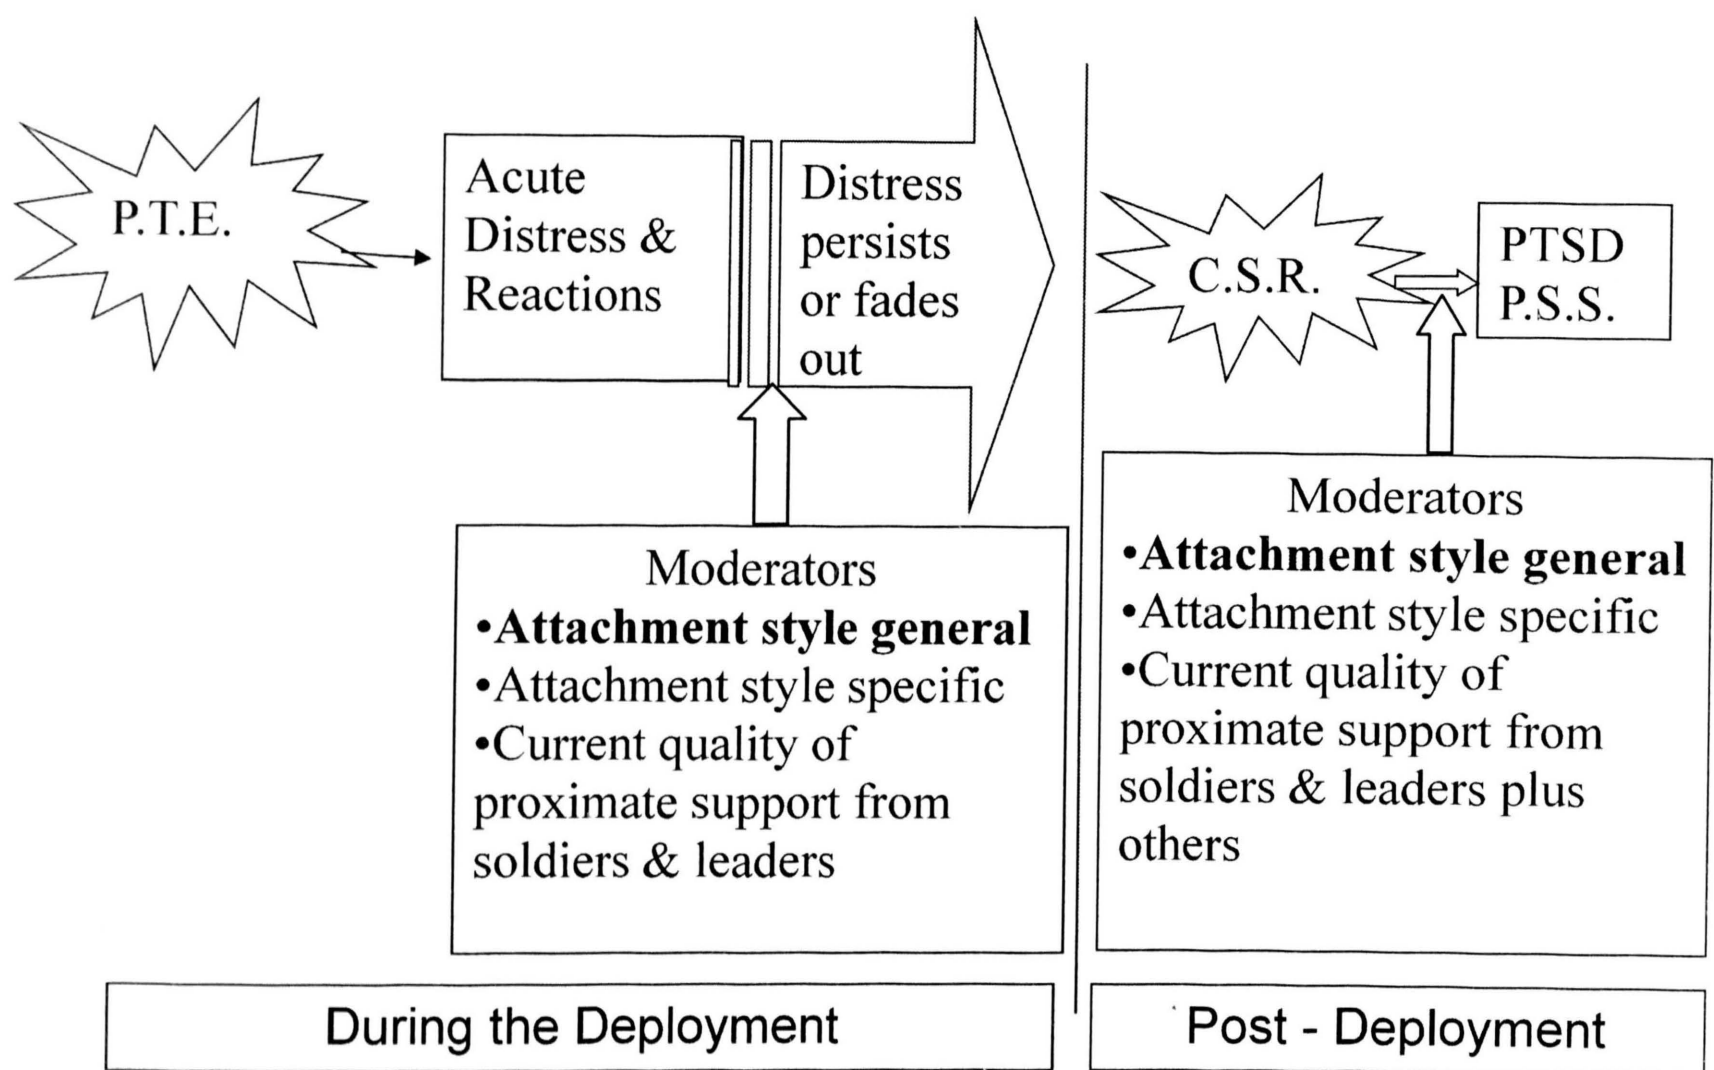 P.T.E.
Acute
Distress &
Reactions
Distress
persists
or fades
out
Moderators
•Attachment style general
•Attachment style specific
•Current quality of
proximate support from
soldiers & leaders
During the Deployment
C.S.R.
PTSD
P.S.S.
Moderators
•Attachment style general
•Attachment style specific
•Current quality of
proximate support from
soldiers & leaders plus
others
Post - Deployment